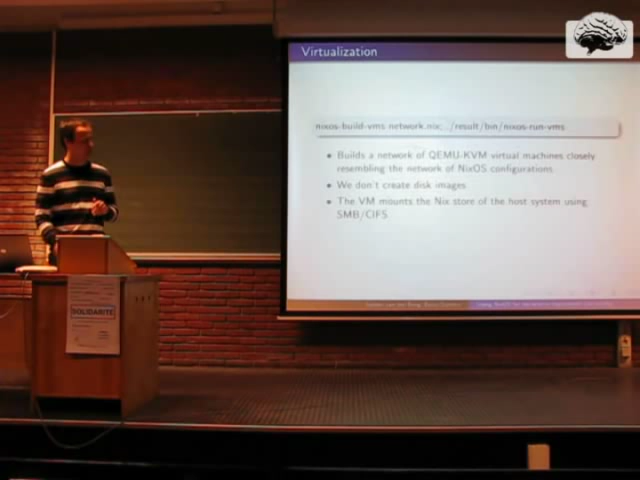 Virtualization
nixos-build-vms network.nix; ./result/bin/nixos-run-vms
Builds a network of QEMU-KVM virtual machines closely
resembling the network of NixOS configurations
We don't create disk images
The VM mounts the Nix store of the host system using
SMB/CIFS.
SOLIDARITE